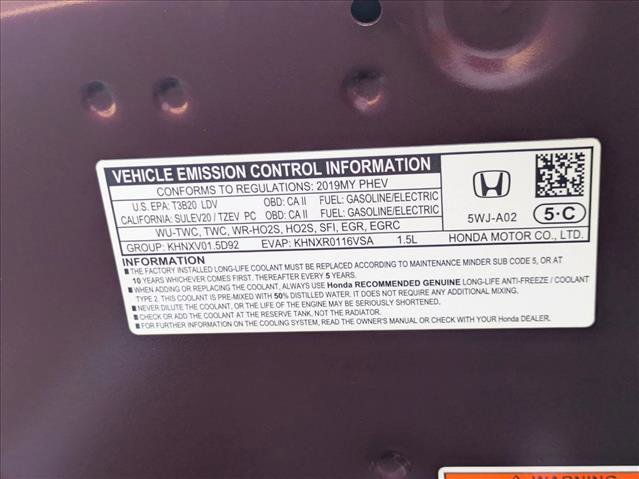 VEHICLE EMISSION CONTROL INFORMATION
CONFORMS TO REGULATIONS: 2019MY PHEV
U.S. EPA: T3B20 LDV OBD: CA II FUEL: GASOLINE/ELECTRIC
CALIFORNIA: SULEV20 / TZEV PC OBD: CA II FUEL: GASOLINE/ELECTRIC
WU-TWC, TWC, WR-HO2S, HO2S, SFI, EGR, EGRC
GROUP: KHNXV01.5D92 EVAP: KHNXR0116VSA 1.5L
5WJ-A02
5·C
HONDA MOTOR CO., LTD.
IMPORTANT INFORMATION
THE FACTORY INSTALLED LONG-LIFE COOLANT MUST BE REPLACED ACCORDING TO MAINTENANCE MINDER SUB CODE 5, OR AT
10 YEARS WHICHEVER COMES FIRST, THEREAFTER EVERY 5 YEARS.
WHEN ADDING OR REPLACING THE COOLANT, ALWAYS USE Honda RECOMMENDED GENUINE LONG-LIFE ANTI-FREEZE / COOLANT
TYPE 2. THIS COOLANT IS PRE-MIXED WITH 50% DISTILLED WATER. IT DOES NOT REQUIRE ANY ADDITIONAL MIXING.
NEVER DILUTE THE COOLANT, OR THE LIFE OF THE ENGINE MAY BE SERIOUSLY SHORTENED.
CHECK AND ADD THE COOLANT AT THE RESERVE TANK, NOT THE RADIATOR.
FOR FURTHER INFORMATION ON THE COOLING SYSTEM, READ THE OWNER'S MANUAL OR CHECK WITH YOUR Honda DEALER.
WARNING